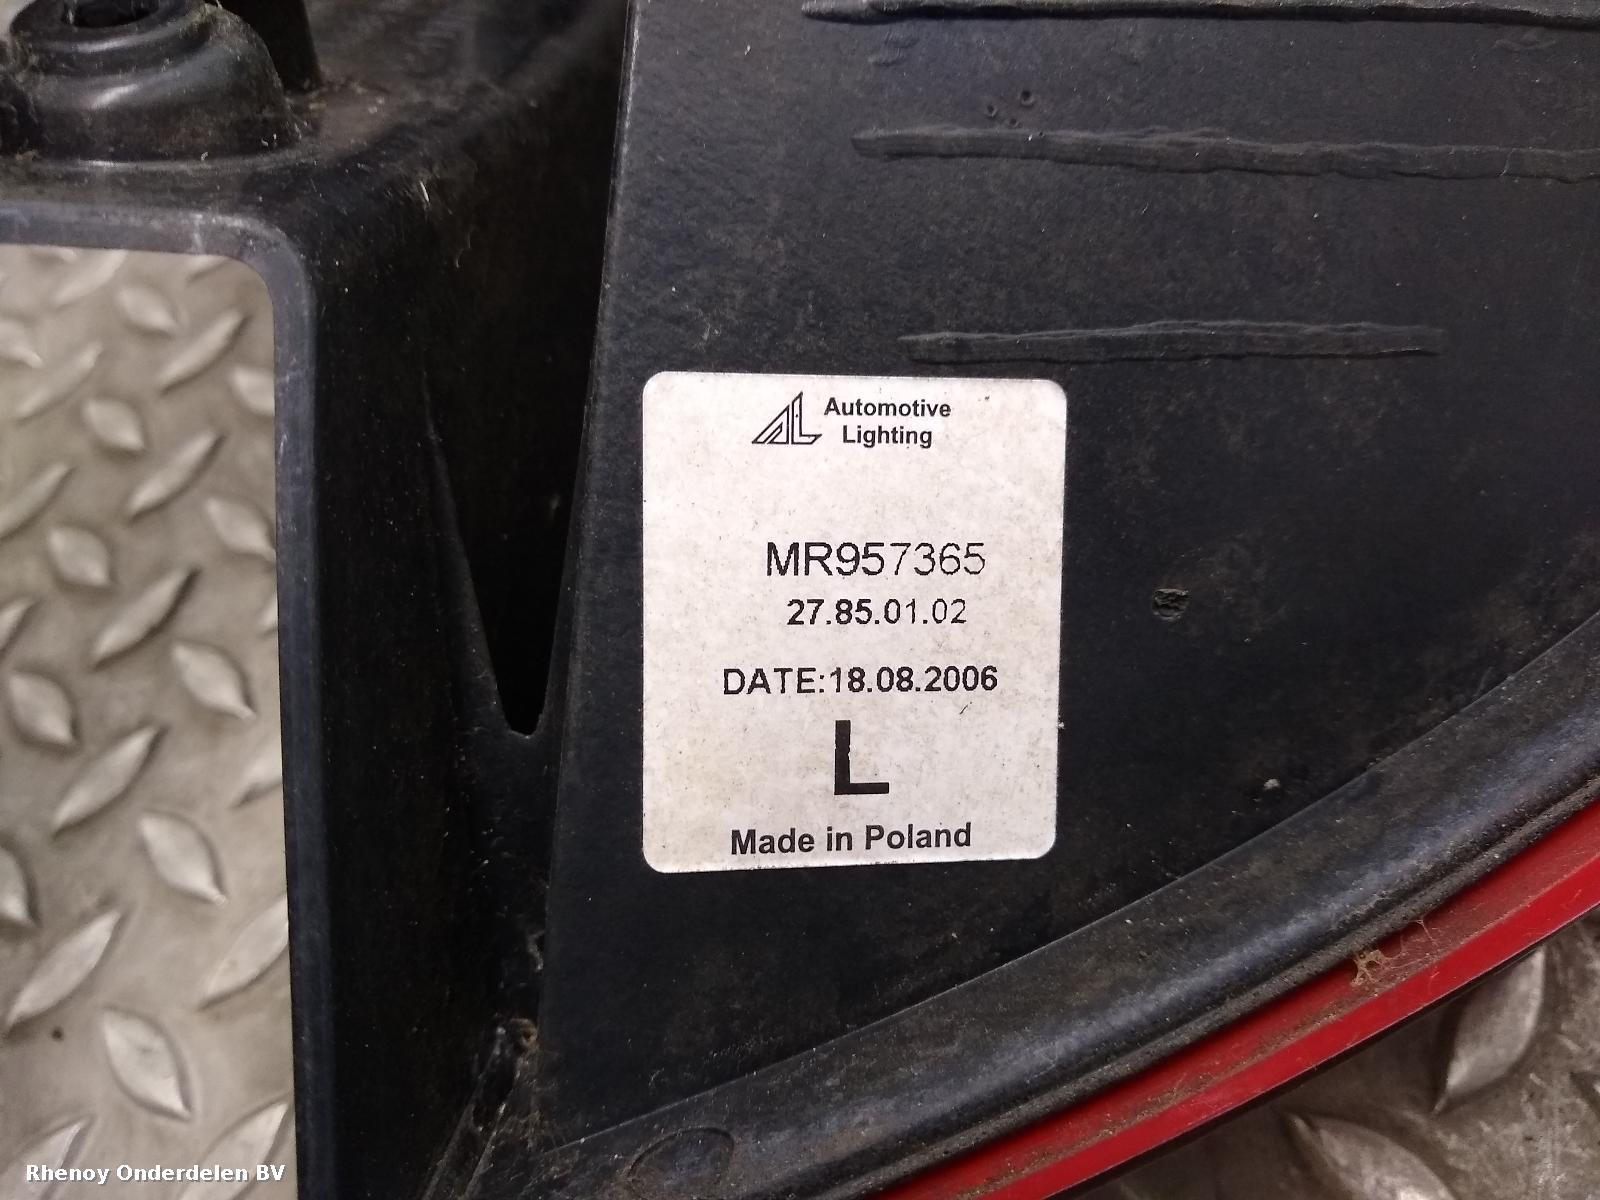 Automotive
Lighting
MR957365
27.85.01.02
DATE:18.08.2006
L
Made in Poland
Rhenoy Onderdelen BV